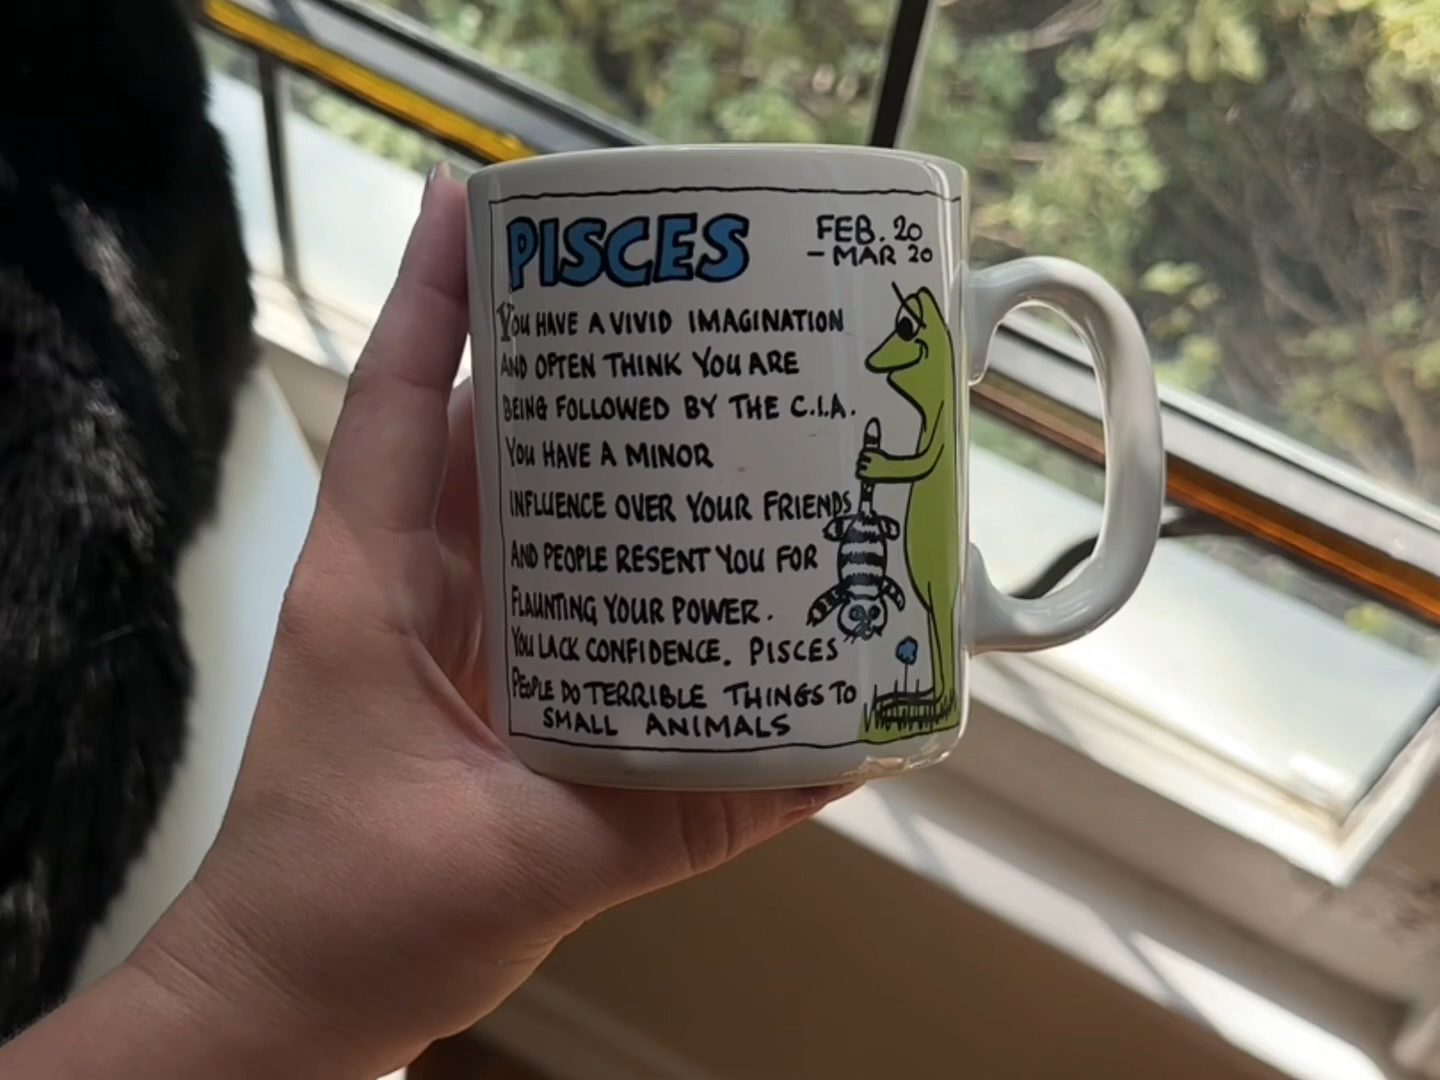 PISCES
FEB. 20
- MAR 20
YOU HAVE A VIVID IMAGINATION
AND OFTEN THINK YOU ARE
BEING FOLLOWED BY THE C.I.A.
YOU HAVE A MINOR
INFLUENCE OVER YOUR FRIENDS
AND PEOPLE RESENT YOU FOR
FLAUNTING YOUR POWER.
YOU LACK CONFIDENCE. PISCES
PEOPLE DO TERRIBLE THINGS TO
SMALL ANIMALS